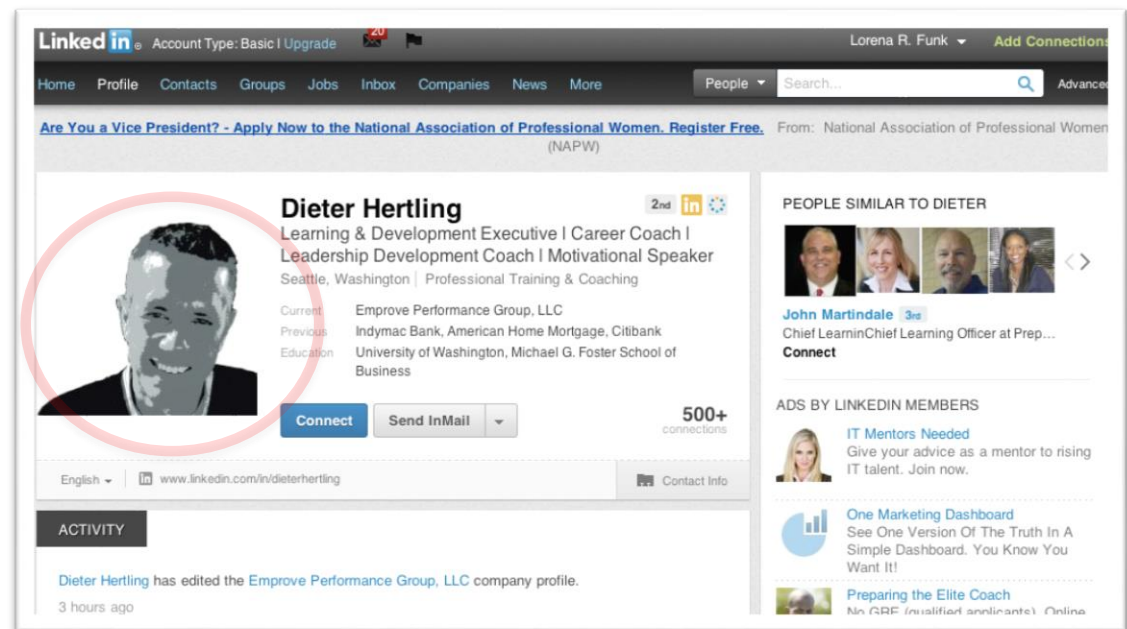 Linked in ® Account Type: Basic | Upgrade 20 Lorena R. Funk Add Connections
Home Profile Contacts Groups Jobs Inbox Companies News More People Search... Advanced
Are You a Vice President? - Apply Now to the National Association of Professional Women. Register Free. From: National Association of Professional Women
(NAPW)
Dieter Hertling
2nd in
Learning & Development Executive | Career Coach |
Leadership Development Coach | Motivational Speaker
Seattle, Washington | Professional Training & Coaching
Current Emprove Performance Group, LLC
Previous Indymac Bank, American Home Mortgage, Citibank
Education University of Washington, Michael G. Foster School of
Business
Connect Send InMail 500+
connections
English in www.linkedin.com/in/dieterhertling Contact Info
ACTIVITY
Dieter Hertling has edited the Emprove Performance Group, LLC company profile.
3 hours ago
PEOPLE SIMILAR TO DIETER
John Martindale 3rd
Chief LearninChief Learning Officer at Prep...
Connect
ADS BY LINKEDIN MEMBERS
IT Mentors Needed
Give your advice as a mentor to rising
IT talent. Join now.
One Marketing Dashboard
See One Version Of The Truth In A
Simple Dashboard. You Know You
Want It!
Preparing the Elite Coach
No GRE (qualified applicants). Online